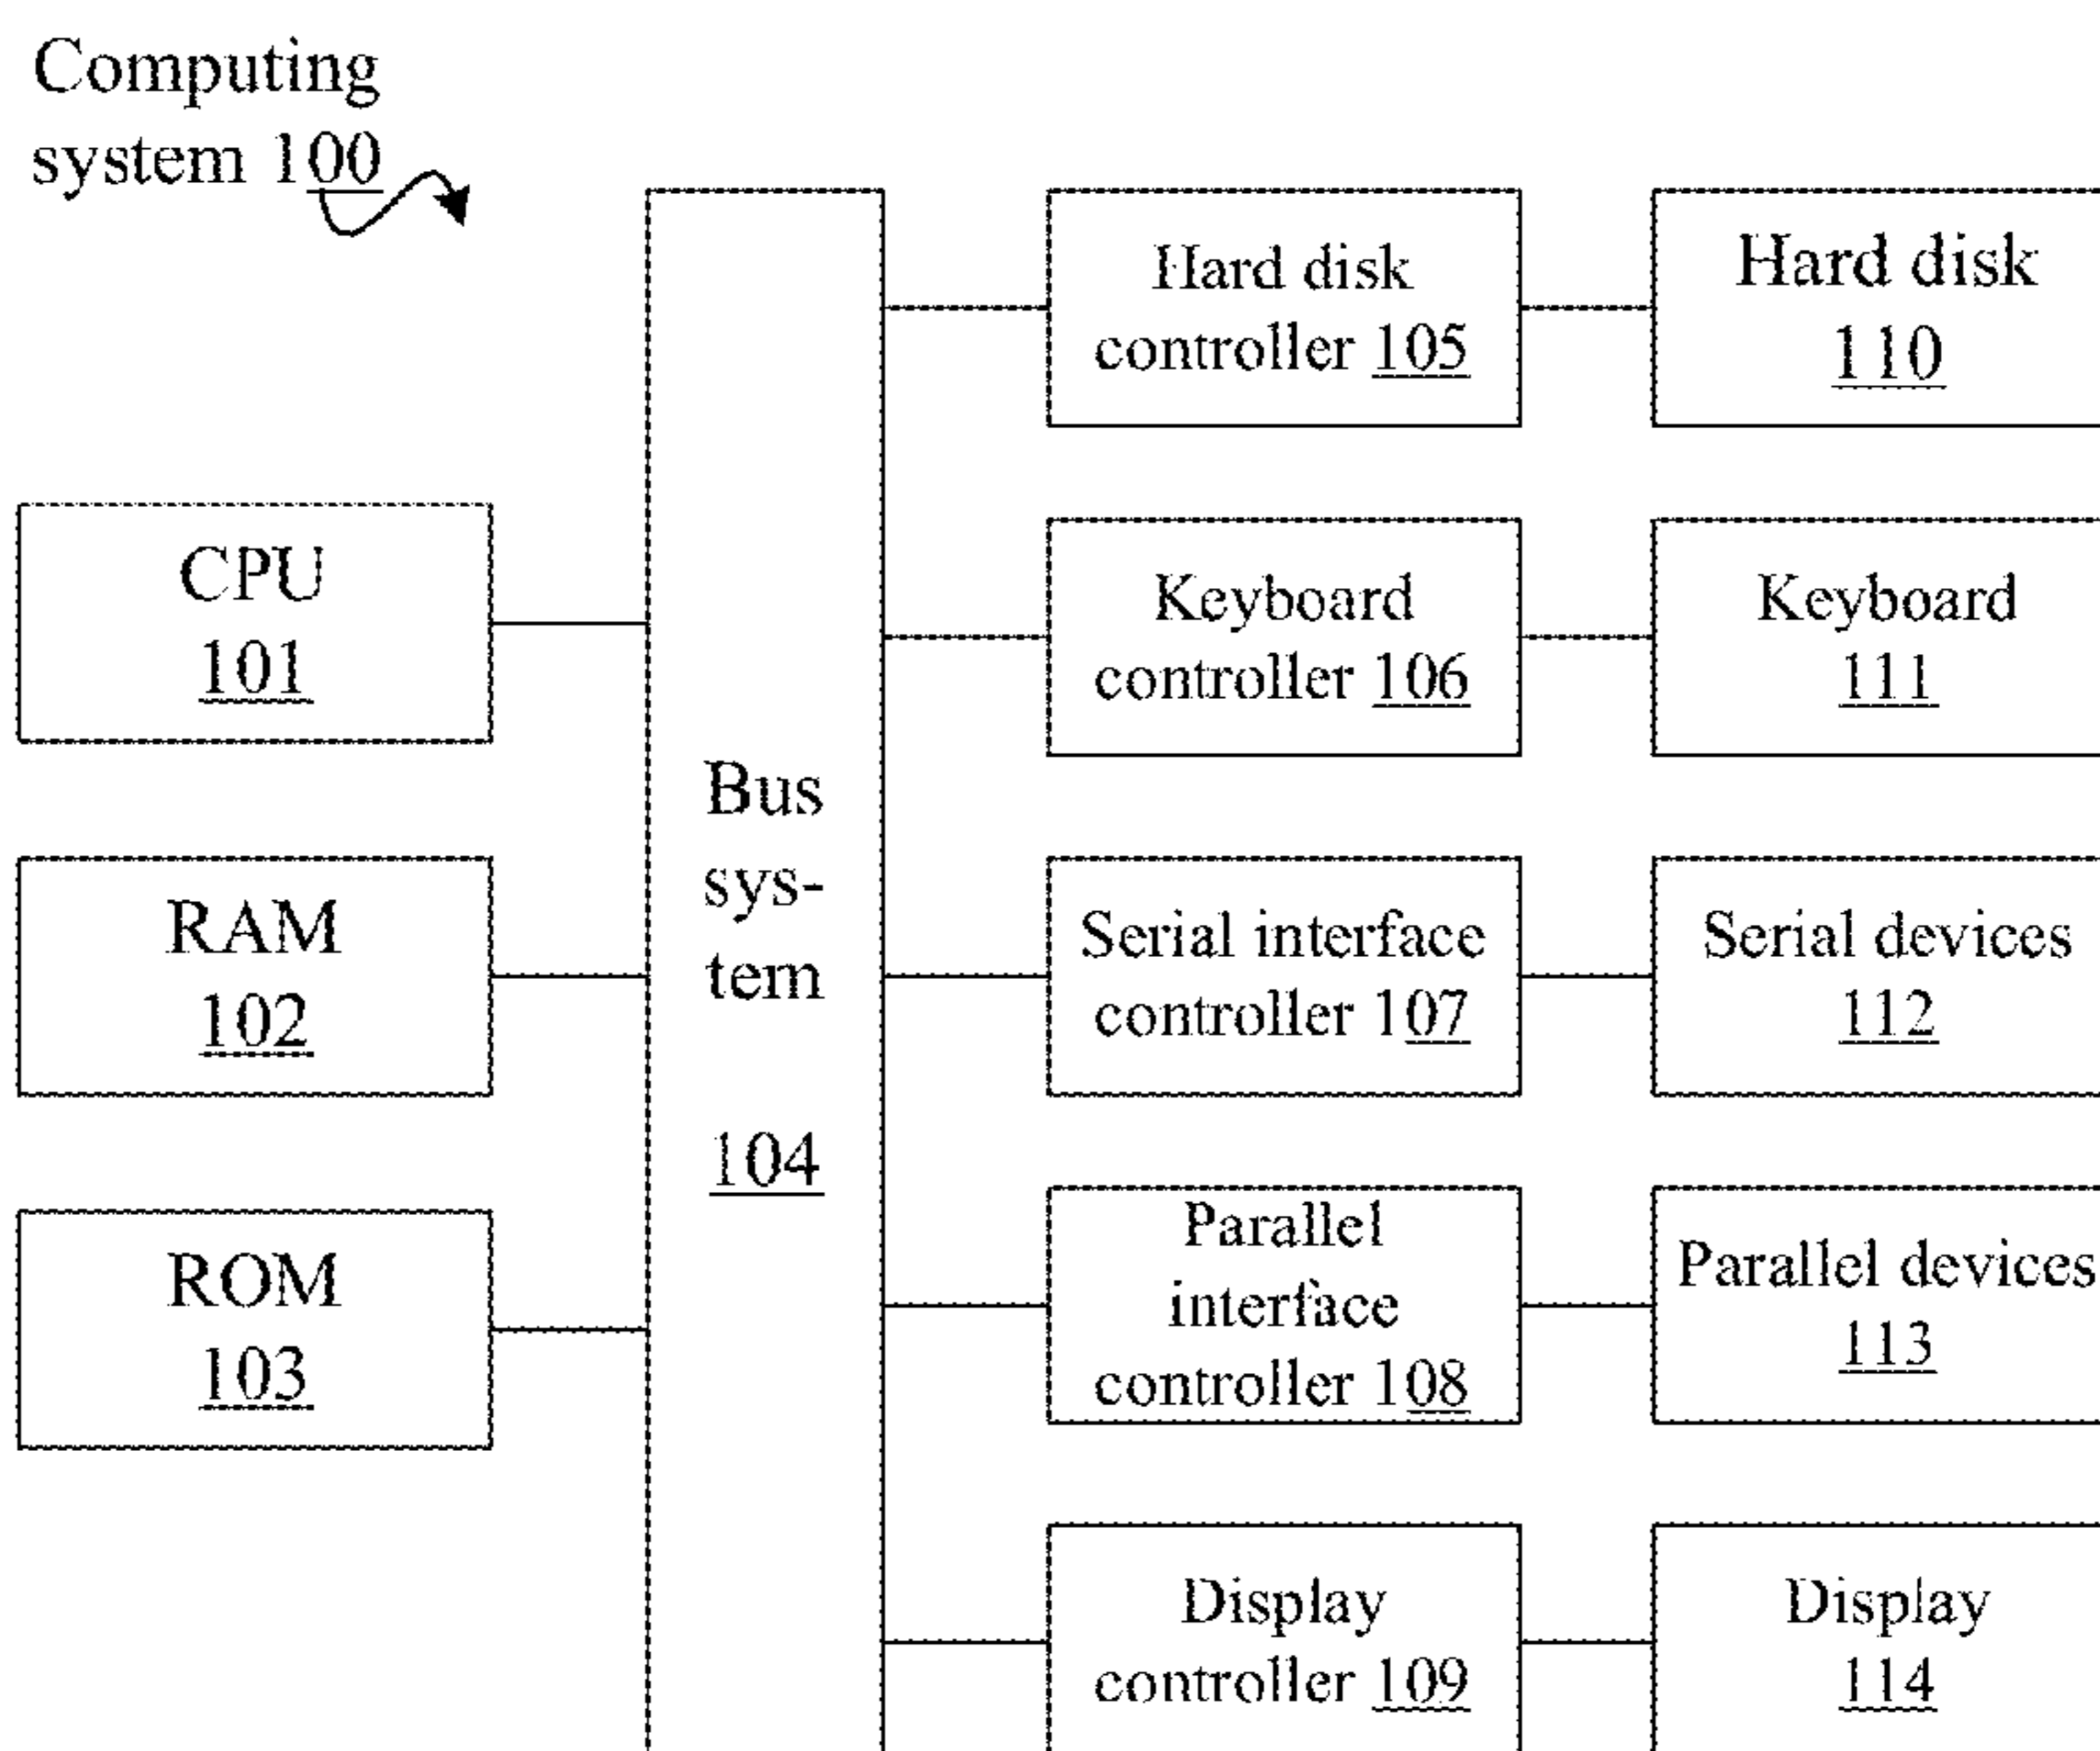 Computing
system 100
CPU
101
RAM
102
ROM
103
Bus
sys-
tem
104
Hard disk
controller 105
Hard disk
110
Keyboard
controller 106
Keyboard
111
Serial interface
controller 107
Serial devices
112
Parallel
interface
controller 108
Parallel devices
113
Display
controller 109
Display
114